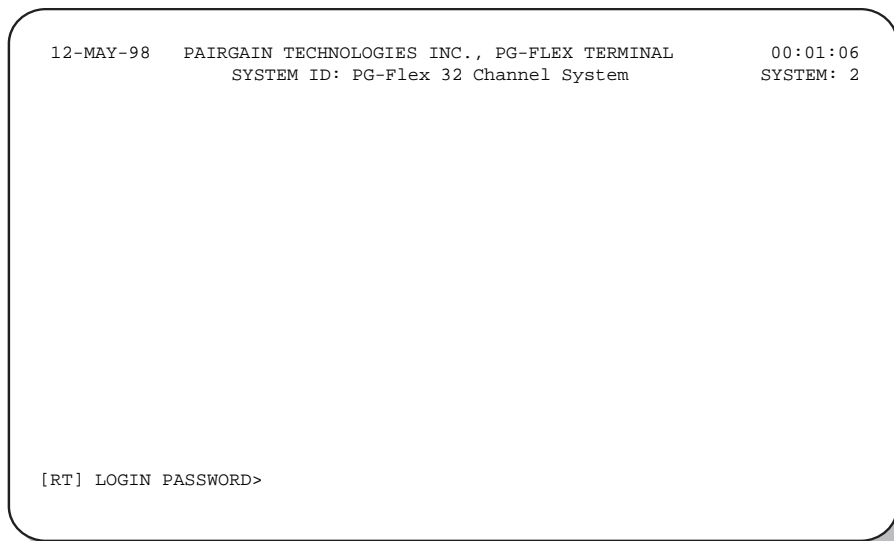 12-MAY-98 PAIRGAIN TECHNOLOGIES INC., PG-FLEX TERMINAL 00:01:06
SYSTEM ID: PG-Flex 32 Channel System SYSTEM: 2
[RT] LOGIN PASSWORD>